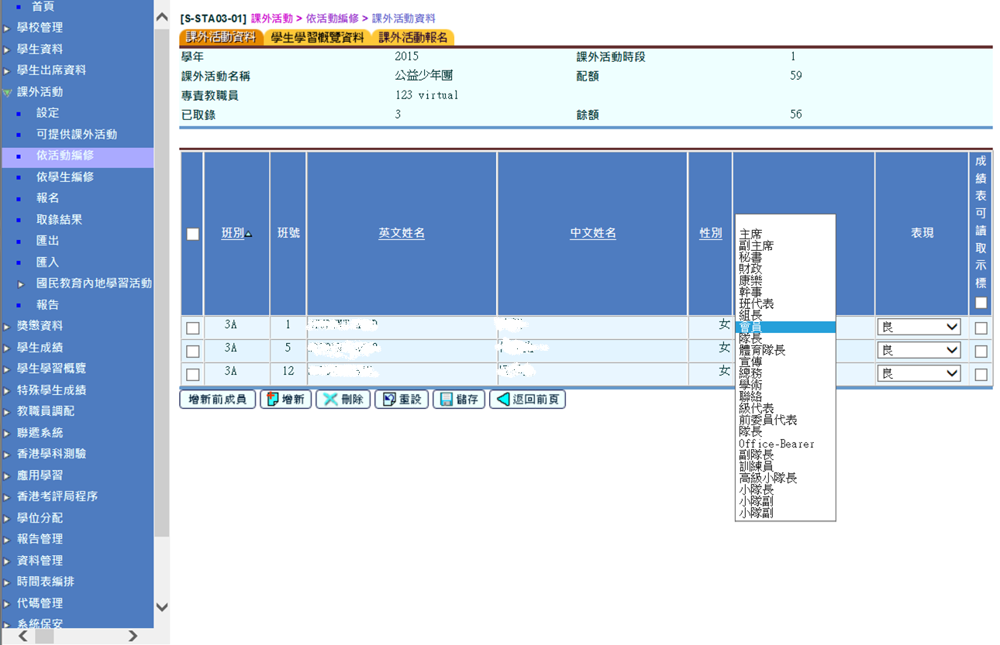 首頁
學校管理
學生資料
學生出席資料
課外活動
設定
可提供課外活動
依活動編修
依學生編修
報名
取錄結果
匯出
匯入
國民教育內地學習活動
報告
獎懲資料
學生成績
學生學習概覽
特殊學生成績
教職員調配
聯遞系統
香港學科測驗
應用學習
香港考評局程序
學位分配
報告管理
資料管理
時間表編排
代碼管理
系統保安
[S-STA03-01] 課外活動 > 依活動編修 > 課外活動資料
課外活動資料 學生學習概覽資料 課外活動報名
學年 2015 課外活動時段 1
課外活動名稱 公益少年團 配額 59
專責教職員 123 virtual
已取錄 3 餘額 56
班別 班號 英文姓名 中文姓名 性別 表現 成績表可讀取示標
3A 1 女 良
3A 5 女 良
3A 12 女 良
主席
副主席
秘書
財政
康樂
幹事
班代表
組長
會員
隊長
體育隊長
宣傳
總務
學術
聯絡
級代表
前委員代表
隊長
Office-Bearer
副隊長
訓練員
高級小隊長
小隊長
小隊副
小隊副
增新前成員 增新 刪除 重設 儲存 返回前頁